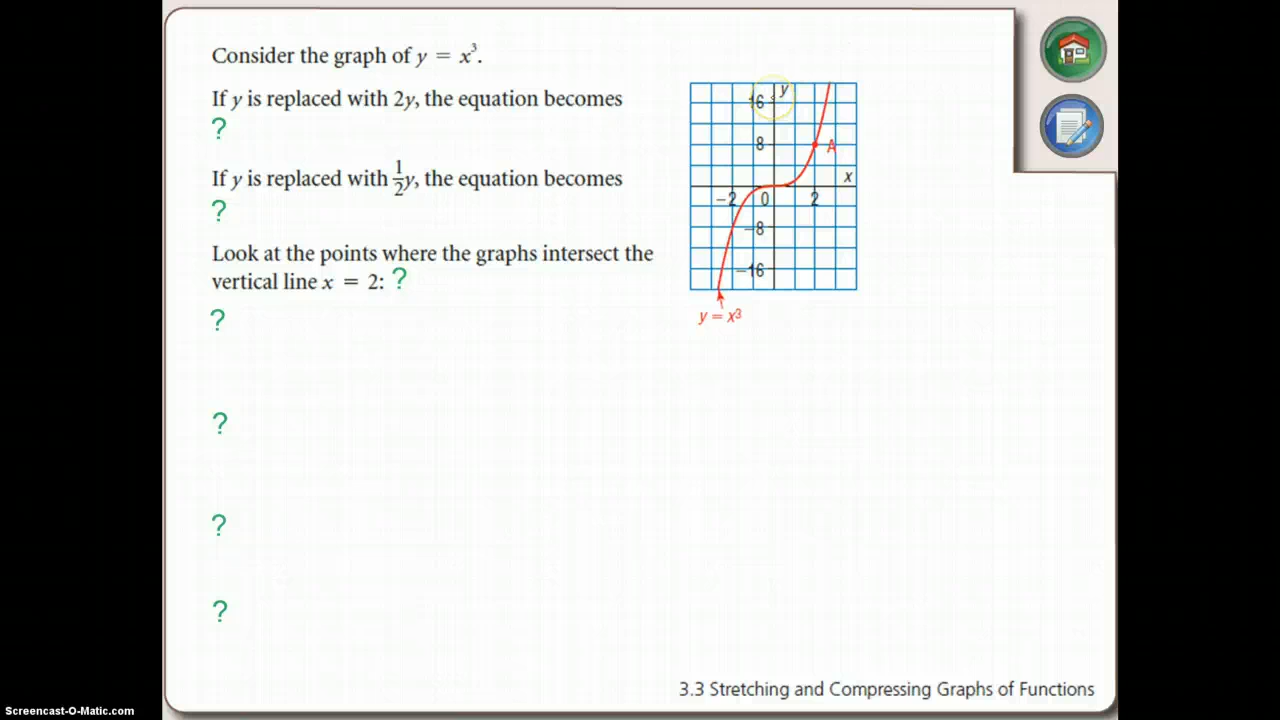 Consider the graph of y = x³.
If y is replaced with 2y, the equation becomes
?
If y is replaced with 1/2 y, the equation becomes
?
Look at the points where the graphs intersect the
vertical line x = 2: ?
?
?
?
?
16 y
8 A
x
−2 0 2
−8
−16
y = x³
3.3 Stretching and Compressing Graphs of Functions
Screencast-O-Matic.com